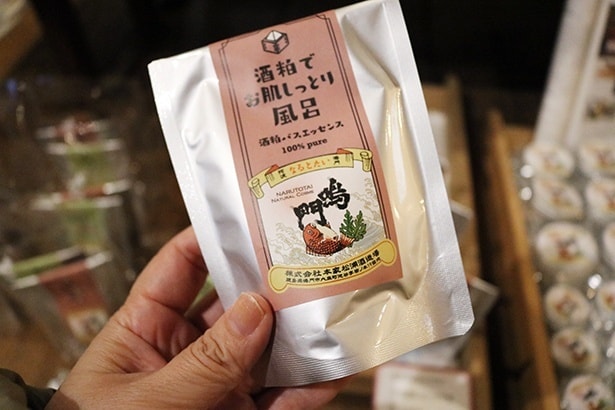 酒粕で
お肌しっとり
風呂
酒粕バスエッセンス
100% pure
なるとたい
NARUTOTAI
NATURAL COSME
鳴門
株式会社本家松浦酒造場